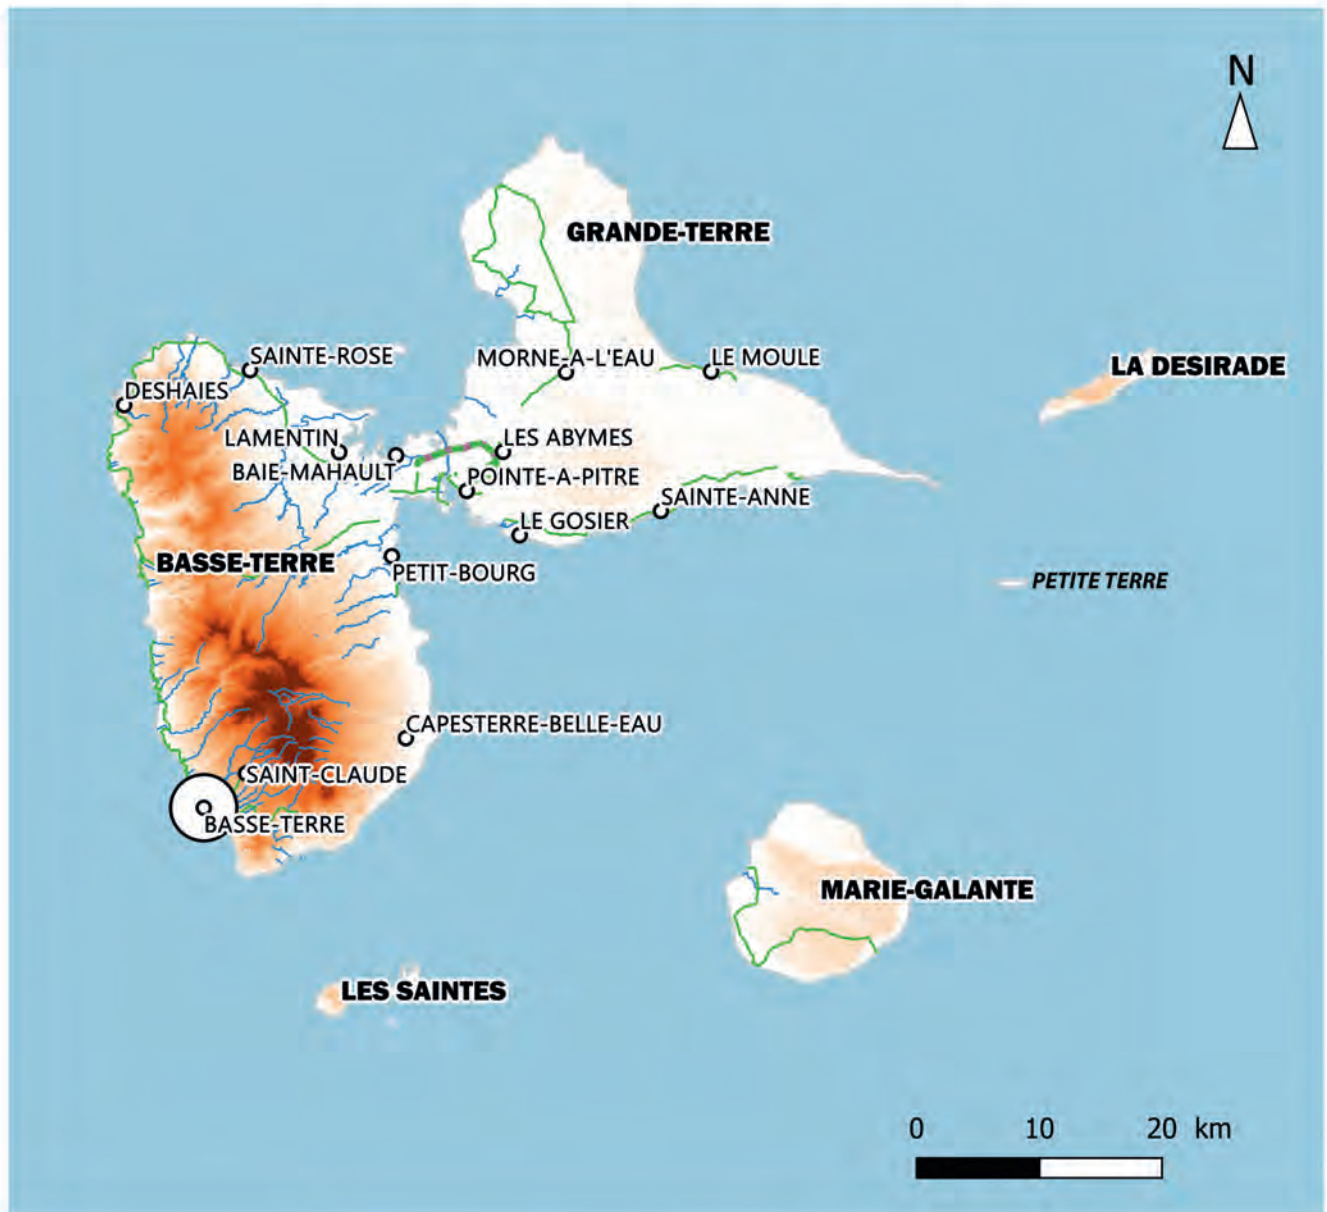 N
GRANDE-TERRE
SAINTE-ROSE
MORNE-A-L'EAU
LE MOULE
LA DESIRADE
DESHAIES
LAMENTIN
LES ABYMES
BAIE-MAHAULT
POINTE-A-PITRE
SAINTE-ANNE
LE GOSIER
BASSE-TERRE
PETIT-BOURG
PETITE TERRE
CAPESTERRE-BELLE-EAU
SAINT-CLAUDE
BASSE-TERRE
MARIE-GALANTE
LES SAINTES
0 10 20 km